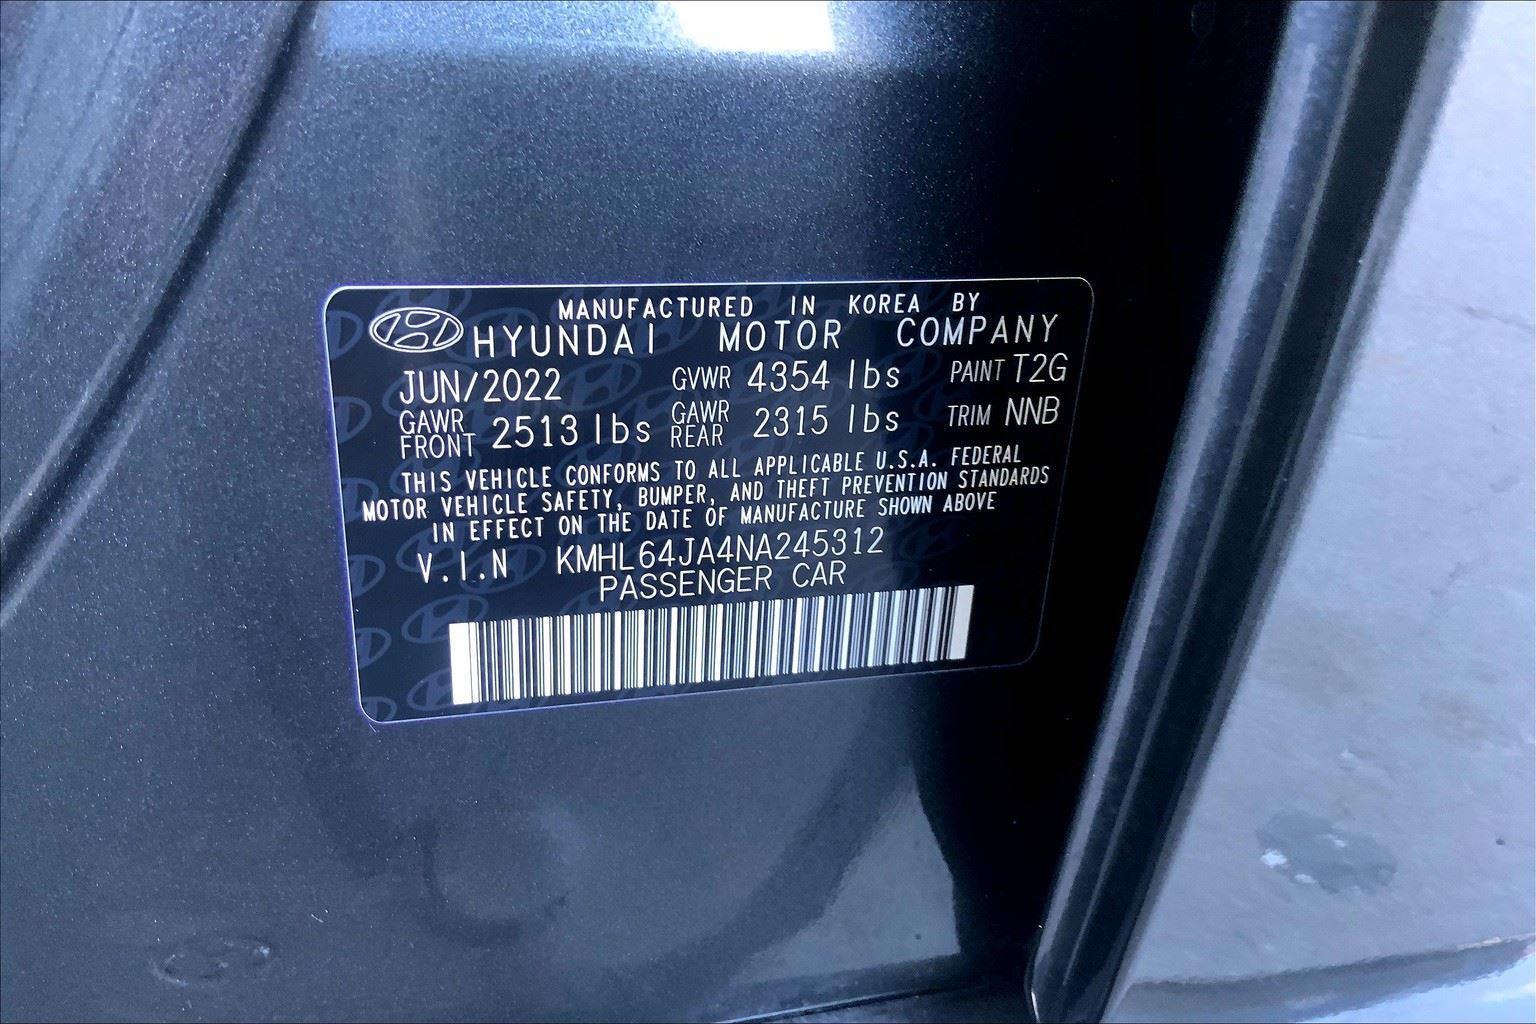 MANUFACTURED IN KOREA BY
HYUNDAI MOTOR COMPANY
JUN/2022 GVWR 4354 lbs PAINT T2G
GAWR FRONT 2513 lbs GAWR REAR 2315 lbs TRIM NNB
THIS VEHICLE CONFORMS TO ALL APPLICABLE U.S.A. FEDERAL
MOTOR VEHICLE SAFETY, BUMPER, AND THEFT PREVENTION STANDARDS
IN EFFECT ON THE DATE OF MANUFACTURE SHOWN ABOVE
V.I.N KMHL64JA4NA245312
PASSENGER CAR